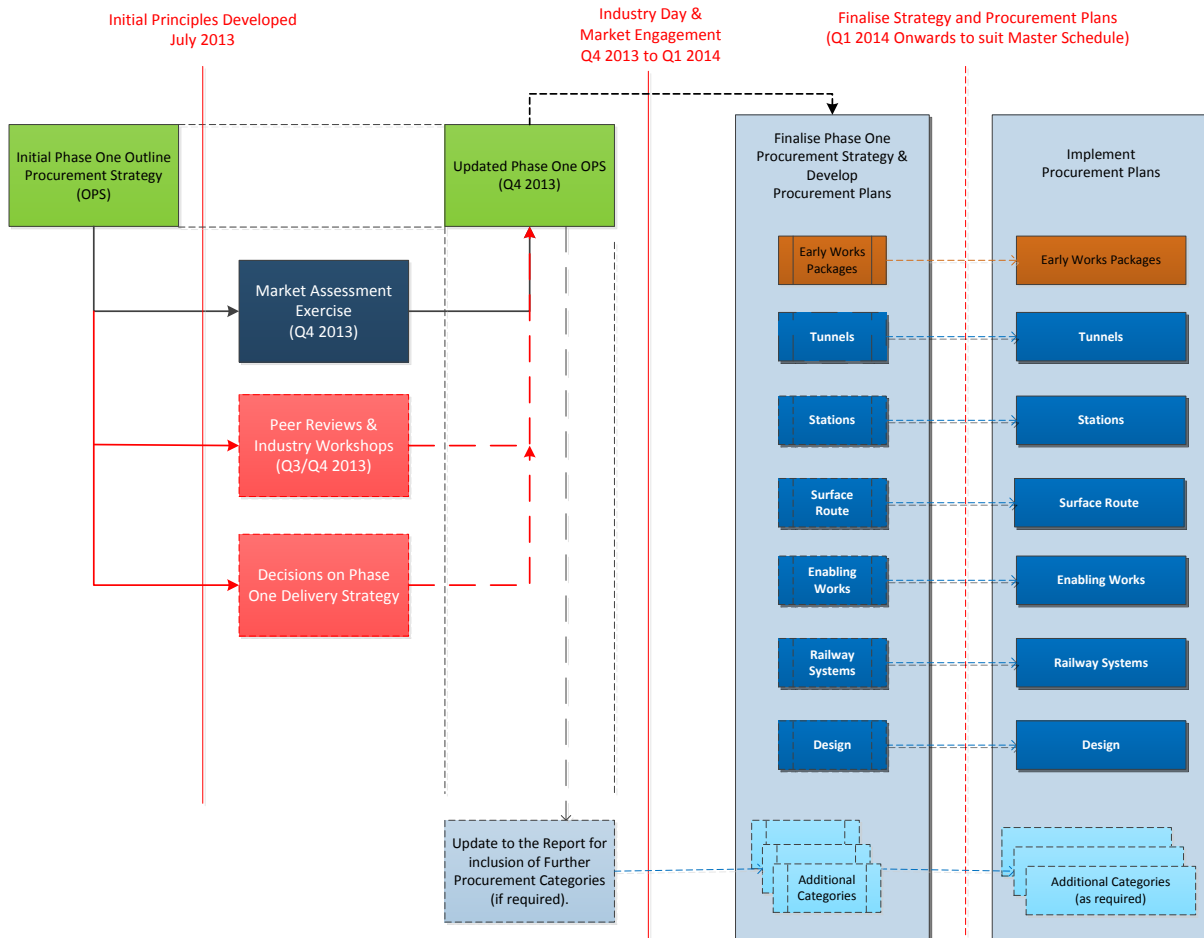 Initial Principles Developed
July 2013
Industry Day &
Market Engagement
Q4 2013 to Q1 2014
Finalise Strategy and Procurement Plans
(Q1 2014 Onwards to suit Master Schedule)
Initial Phase One Outline
Procurement Strategy
(OPS)
Updated Phase One OPS
(Q4 2013)
Finalise Phase One
Procurement Strategy &
Develop
Procurement Plans
Implement
Procurement Plans
Market Assessment
Exercise
(Q4 2013)
Peer Reviews &
Industry Workshops
(Q3/Q4 2013)
Decisions on Phase
One Delivery Strategy
Early Works
Packages
Early Works Packages
Tunnels
Tunnels
Stations
Stations
Surface
Route
Surface Route
Enabling
Works
Enabling Works
Railway
Systems
Railway Systems
Design
Design
Update to the Report for
inclusion of Further
Procurement Categories
(if required).
Additional
Categories
Additional Categories
(as required)